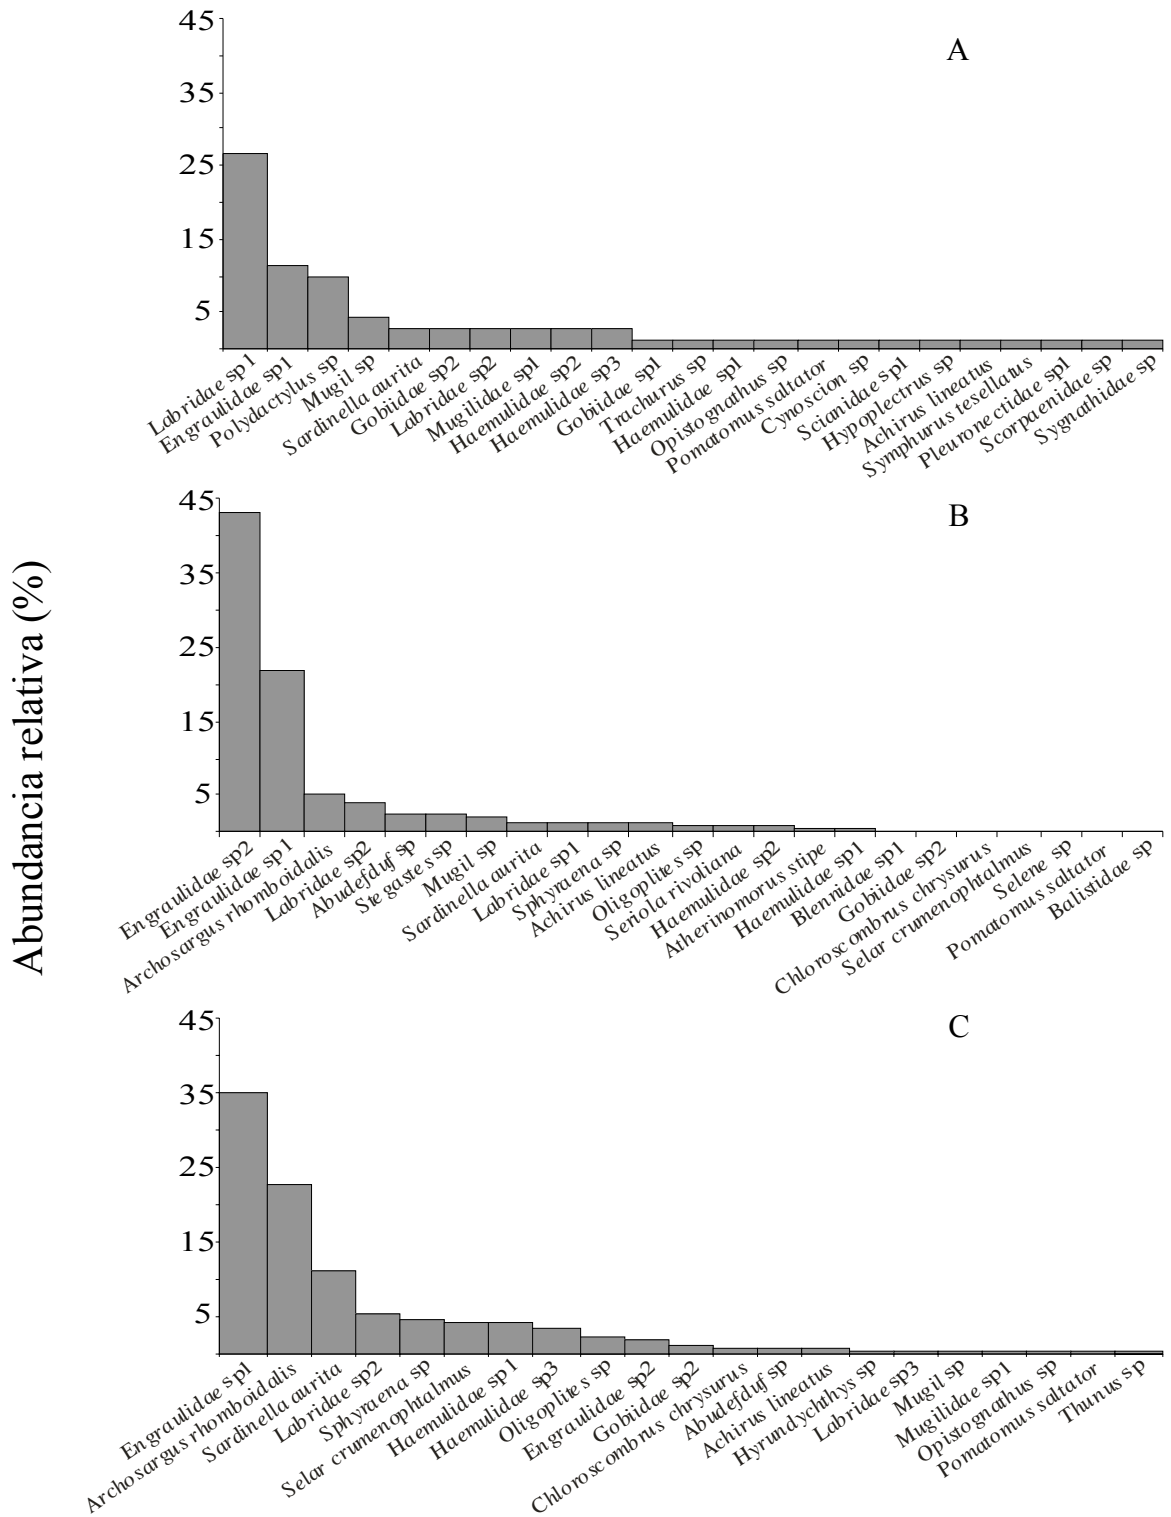 Abundancia relativa (%)
A
45
35
25
15
5
Labridae sp1
Engraulidae sp1
Polydactylus sp
Mugil sp
Sardinella aurita
Gobiidae sp2
Labridae sp2
Mugilidae sp1
Haemulidae sp2
Haemulidae sp3
Gobiidae sp1
Trachurus sp
Haemulidae sp1
Opistognathus sp
Pomatomus saltator
Cynoscion sp
Scianidae sp1
Hypoplectrus sp
Achirus lineatus
Symphurus tesellatus
Pleuronectidae sp1
Scorpaenidae sp
Sygnathidae sp
B
45
35
25
15
5
Engraulidae sp2
Engraulidae sp1
Archosargus rhomboidalis
Labridae sp2
Abudefduf sp
Stegastes sp
Mugil sp
Sardinella aurita
Labridae sp1
Sphyraena sp
Achirus lineatus
Oligoplites sp
Seriola rivoliana
Haemulidae sp2
Atherinomorus stipe
Haemulidae sp1
Blennidae sp1
Gobiidae sp2
Chloroscombrus chrysurus
Selar crumenophtalmus
Selene sp
Pomatomus saltator
Balistidae sp
C
45
35
25
15
5
Engraulidae sp1
Archosargus rhomboidalis
Sardinella aurita
Labridae sp2
Sphyraena sp
Selar crumenophtalmus
Haemulidae sp1
Haemulidae sp3
Oligoplites sp
Engraulidae sp2
Gobiidae sp2
Chloroscombrus chrysurus
Abudefduf sp
Achirus lineatus
Hyrundychthys sp
Labridae sp3
Mugil sp
Mugilidae sp1
Opistognathus sp
Pomatomus saltator
Thunus sp